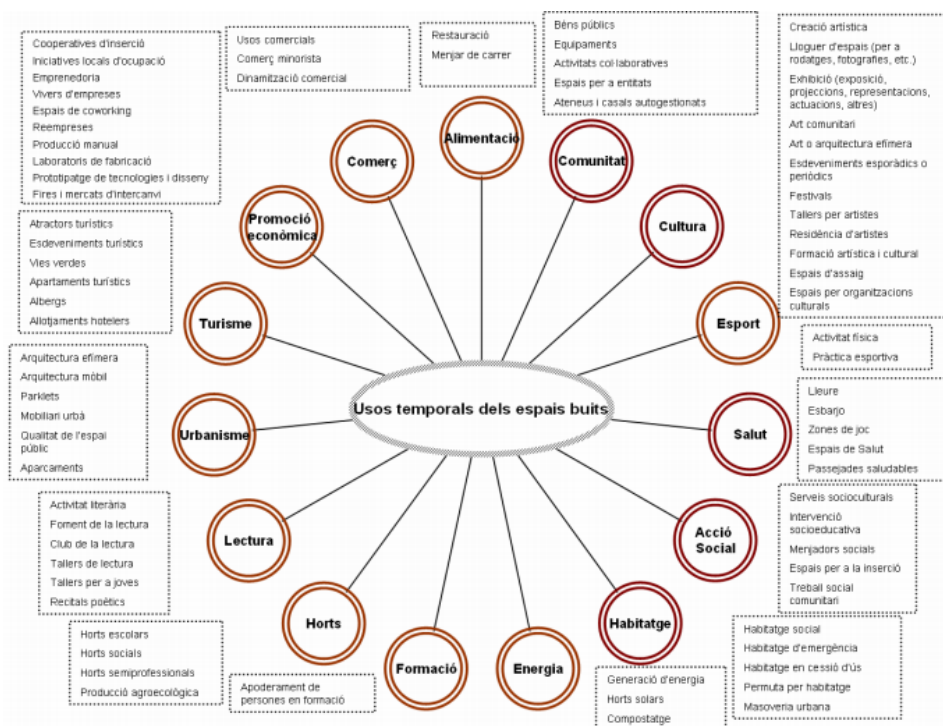 Cooperatives d'inserció
Iniciatives locals d'ocupació
Emprenedoria
Vivers d'empreses
Espais de coworking
Reempreses
Producció manual
Laboratoris de fabricació
Prototipatge de tecnologies i disseny
Fires i mercats d'intercanvi
Usos comercials
Comerç minorista
Dinamització comercial
Restauració
Menjar de carrer
Béns públics
Equipaments
Activitats col·laboratives
Espais per a entitats
Ateneus i casals autogestionats
Creació artística
Lloguer d'espais (per a
rodatges, fotografies, etc.)
Exhibició (exposició,
projeccions, representacions,
actuacions, altres)
Art comunitari
Art o arquitectura efímera
Esdeveniments esporàdics o
periòdics
Festivals
Tallers per artistes
Residència d'artistes
Formació artística i cultural
Espais d'assaig
Espais per organitzacions
culturals
Alimentació
Comerç
Comunitat
Promoció
econòmica
Cultura
Atractors turístics
Esdeveniments turístics
Vies verdes
Apartaments turístics
Albergs
Allotjaments hotelers
Turisme
Esport
Activitat física
Pràctica esportiva
Arquitectura efímera
Arquitectura mòbil
Parklets
Mobiliari urbà
Qualitat de l'espai
públic
Aparcaments
Urbanisme
Usos temporals dels espais buits
Salut
Lleure
Esbarjo
Zones de joc
Espais de Salut
Passejades saludables
Activitat literària
Foment de la lectura
Club de la lectura
Tallers de lectura
Tallers per a joves
Recitals poètics
Lectura
Acció
Social
Serveis socioculturals
Intervenció
socioeducativa
Menjadors socials
Espais per a la inserció
Treball social
comunitari
Horts escolars
Horts socials
Horts semiprofessionals
Producció agroecològica
Horts
Habitatge
Habitatge social
Habitatge d'emergència
Habitatge en cessió d'ús
Permuta per habitatge
Masoveria urbana
Apoderament de
persones en formació
Formació
Energia
Generació d'energia
Horts solars
Compostatge